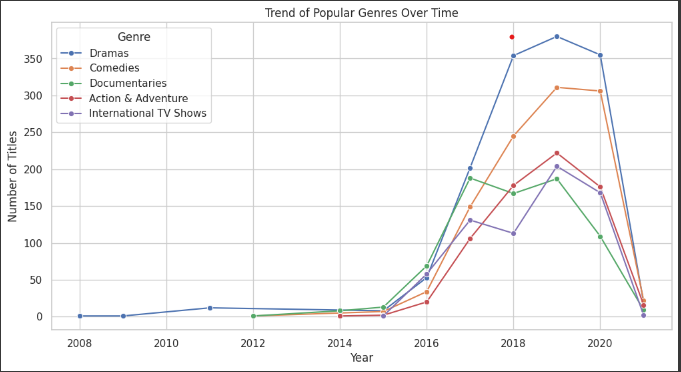 Trend of Popular Genres Over Time
Genre
Dramas
Comedies
Documentaries
Action & Adventure
International TV Shows
Number of Titles
350
300
250
200
150
100
50
0
2008 2010 2012 2014 2016 2018 2020
Year